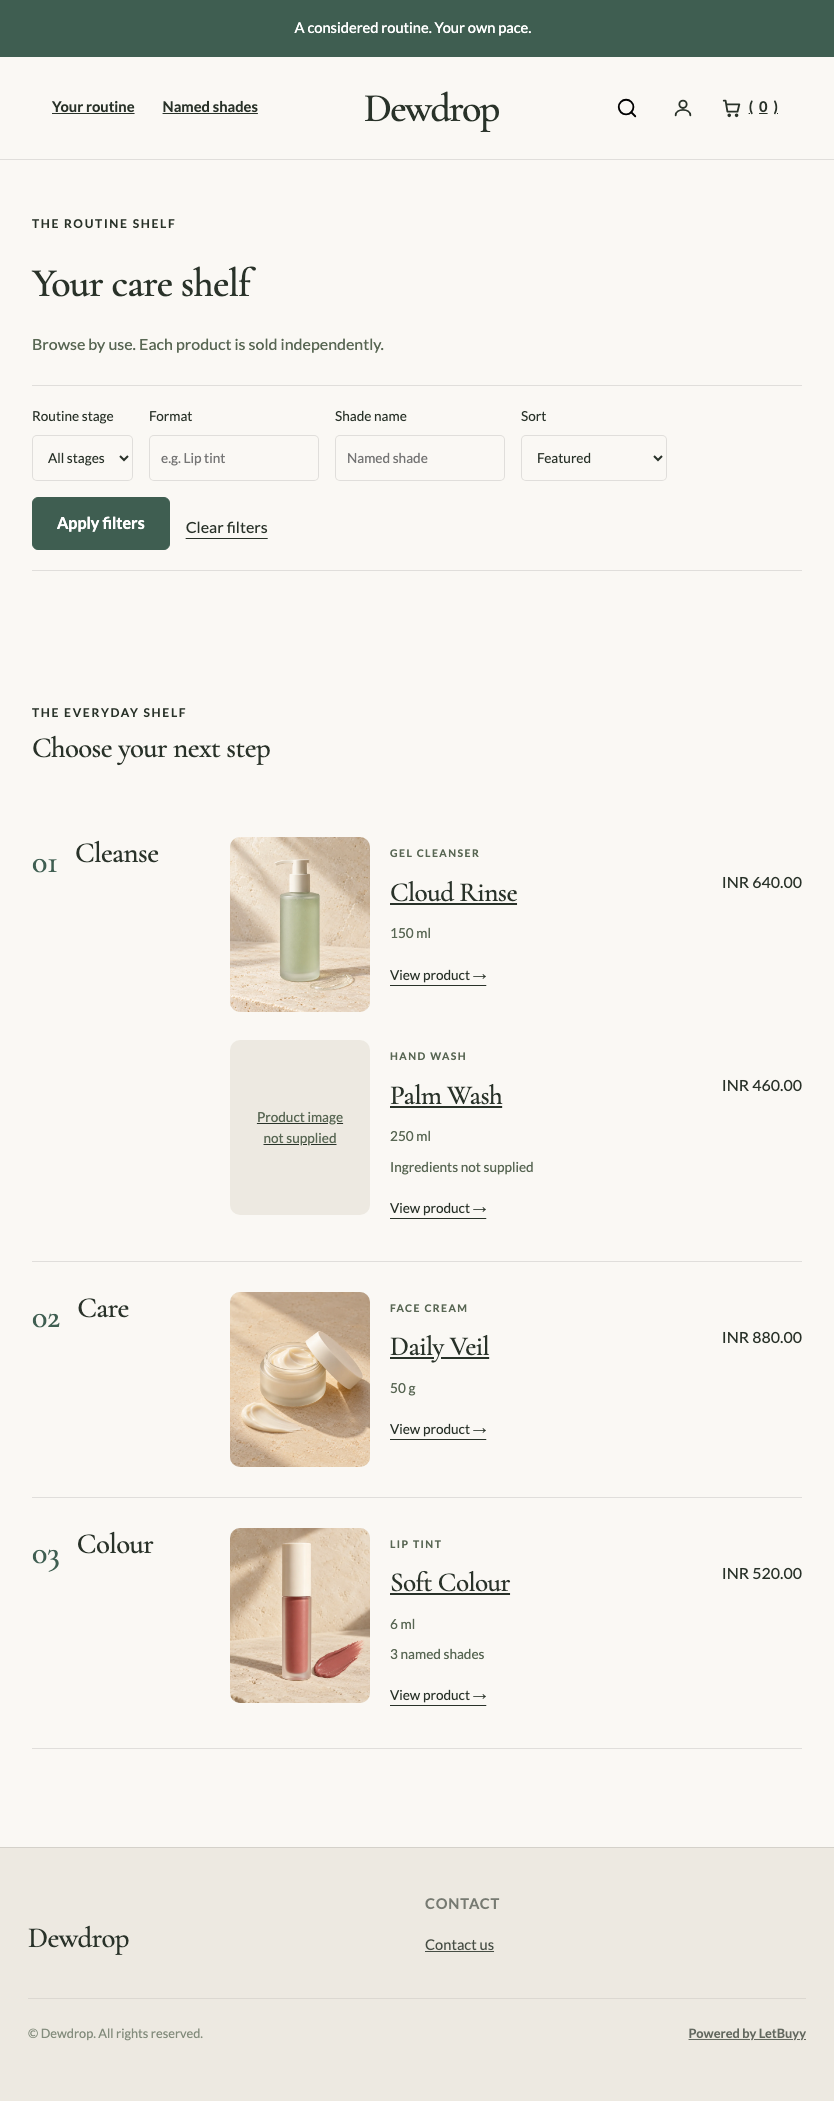 A considered routine. Your own pace.
Your routine
Named shades
Dewdrop
( 0 )
THE ROUTINE SHELF
Your care shelf
Browse by use. Each product is sold independently.
Routine stage
Format
Shade name
Sort
All stages
e.g. Lip tint
Named shade
Featured
Apply filters
Clear filters
THE EVERYDAY SHELF
Choose your next step
01 Cleanse
GEL CLEANSER
Cloud Rinse
INR 640.00
150 ml
View product →
Product image
not supplied
HAND WASH
Palm Wash
INR 460.00
250 ml
Ingredients not supplied
View product →
02 Care
FACE CREAM
Daily Veil
INR 880.00
50 g
View product →
03 Colour
LIP TINT
Soft Colour
INR 520.00
6 ml
3 named shades
View product →
Dewdrop
CONTACT
Contact us
© Dewdrop. All rights reserved.
Powered by LetBuyy